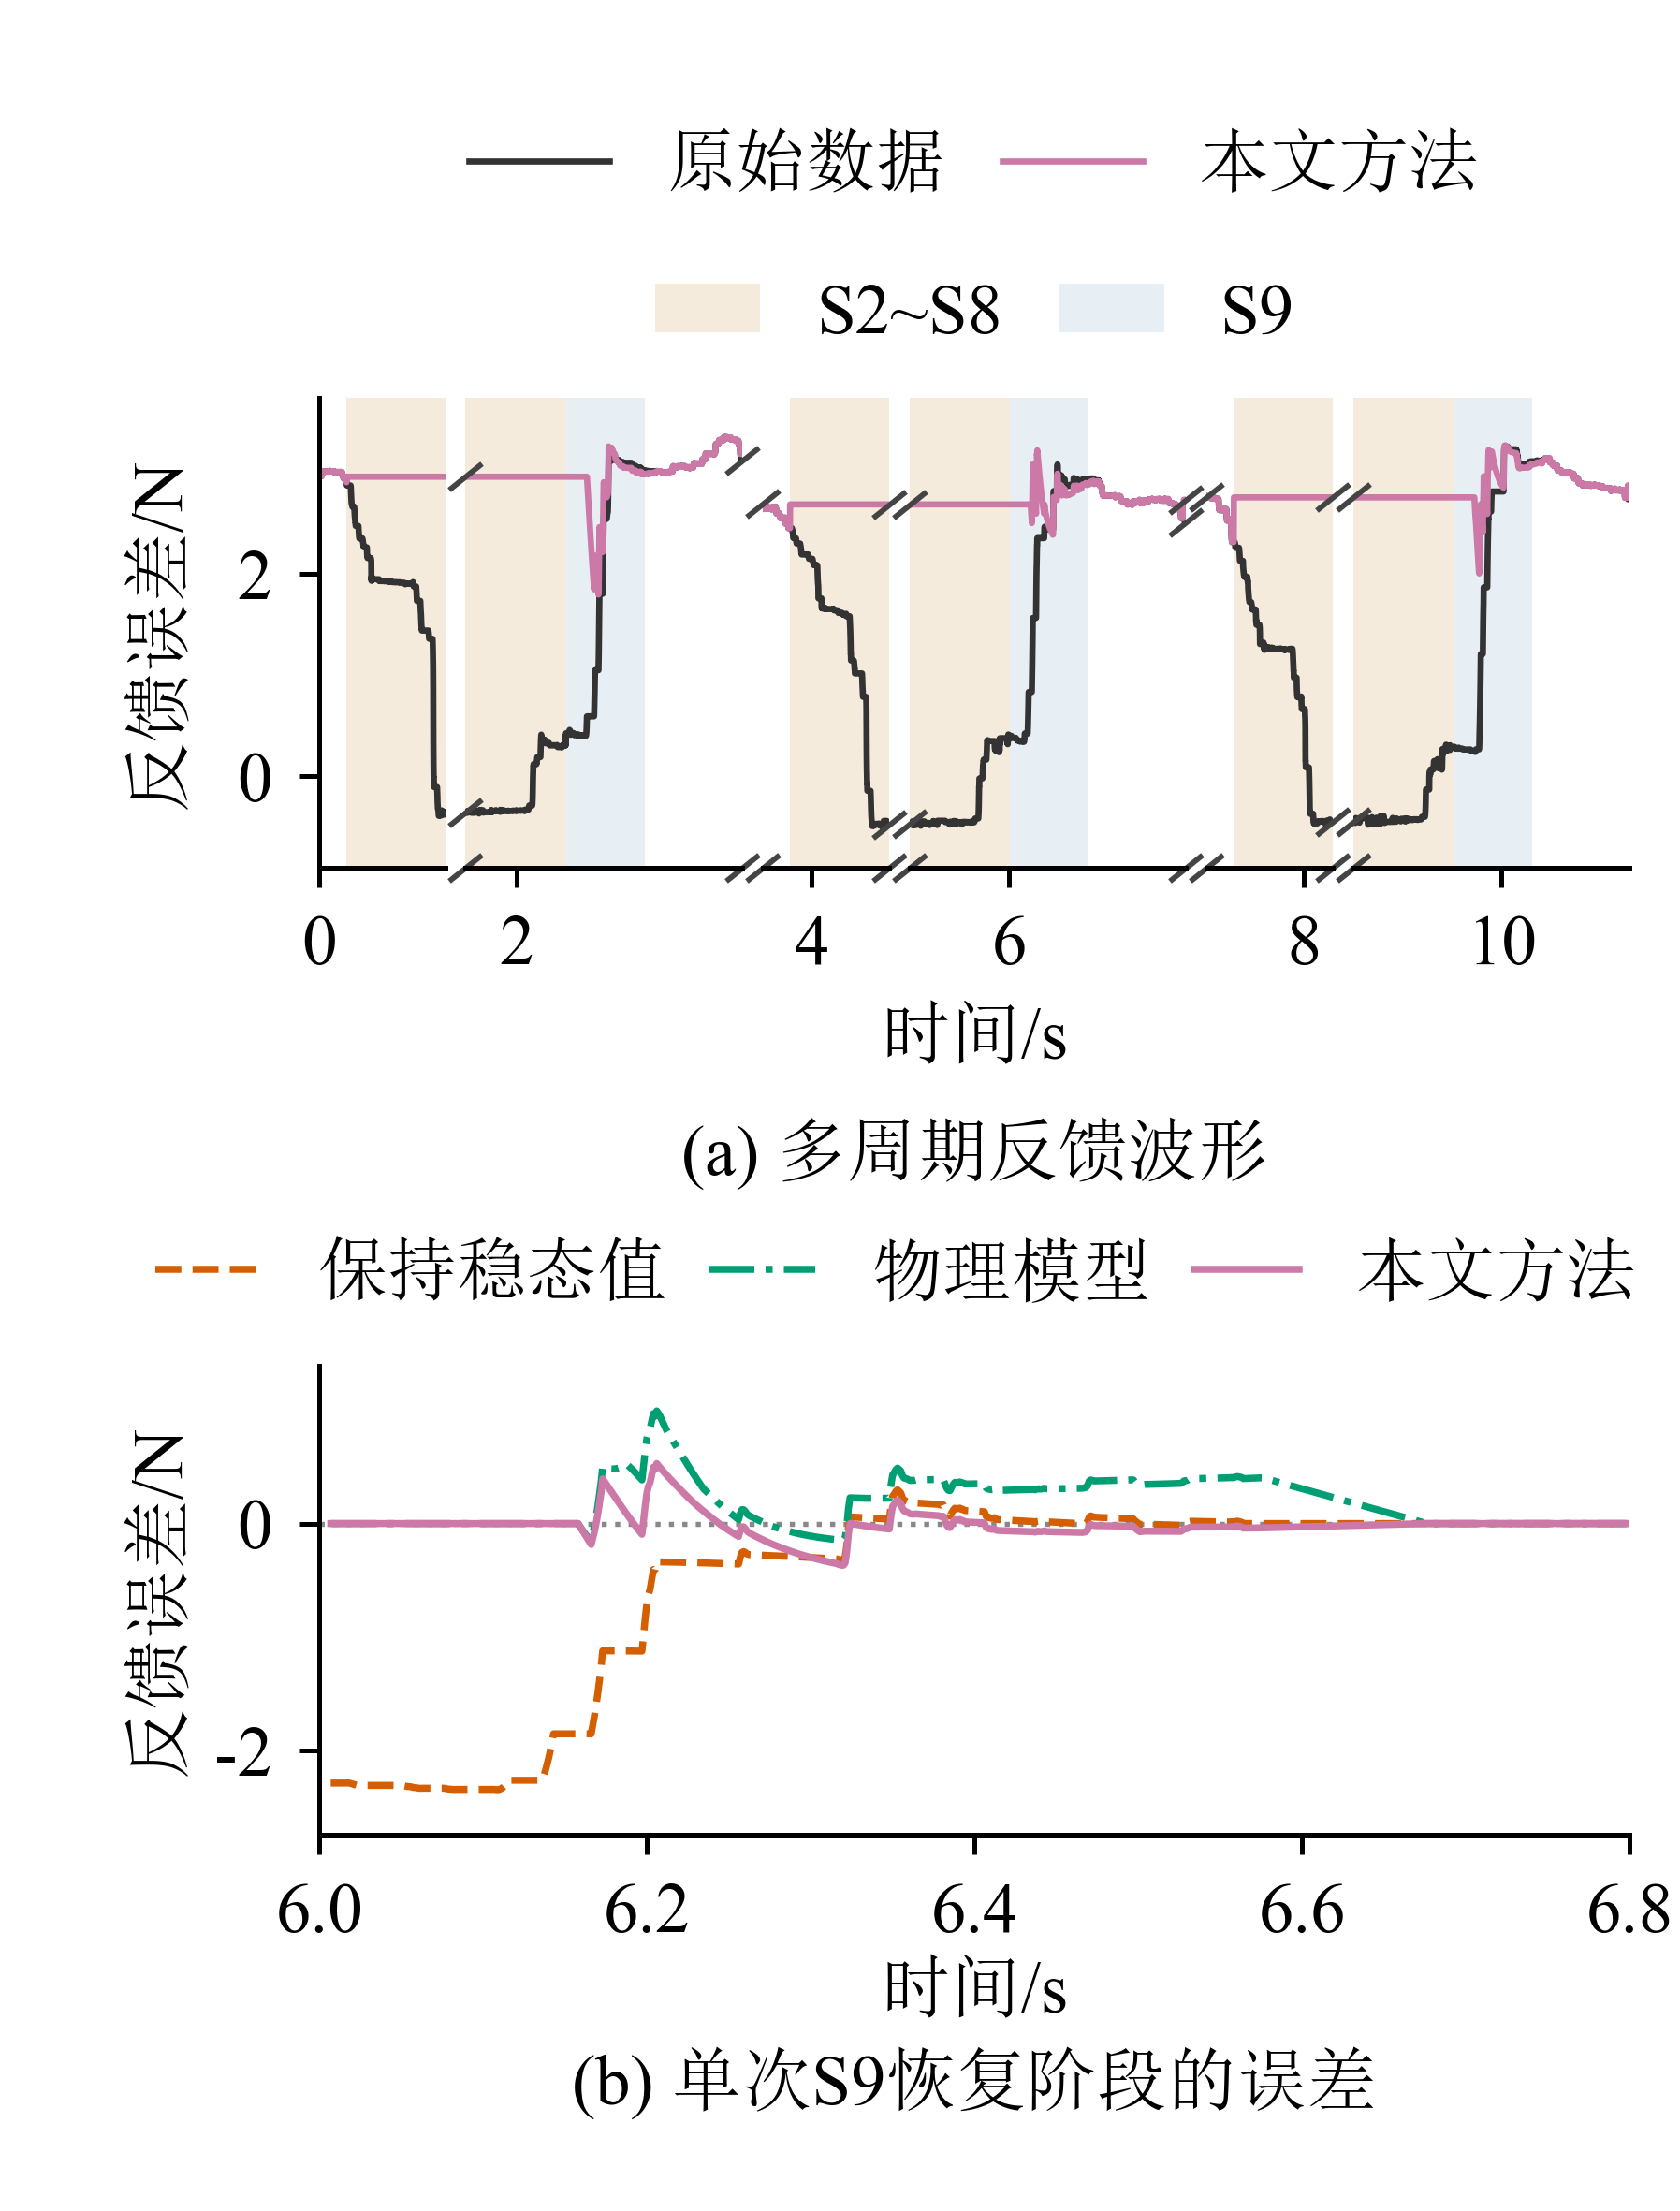 原始数据 本文方法
S2~S8 S9
反馈误差/N
2
0
0 2 4 6 8 10
时间/s
(a) 多周期反馈波形
保持稳态值 物理模型 本文方法
反馈误差/N
0
-2
6.0 6.2 6.4 6.6 6.8
时间/s
(b) 单次S9恢复阶段的误差